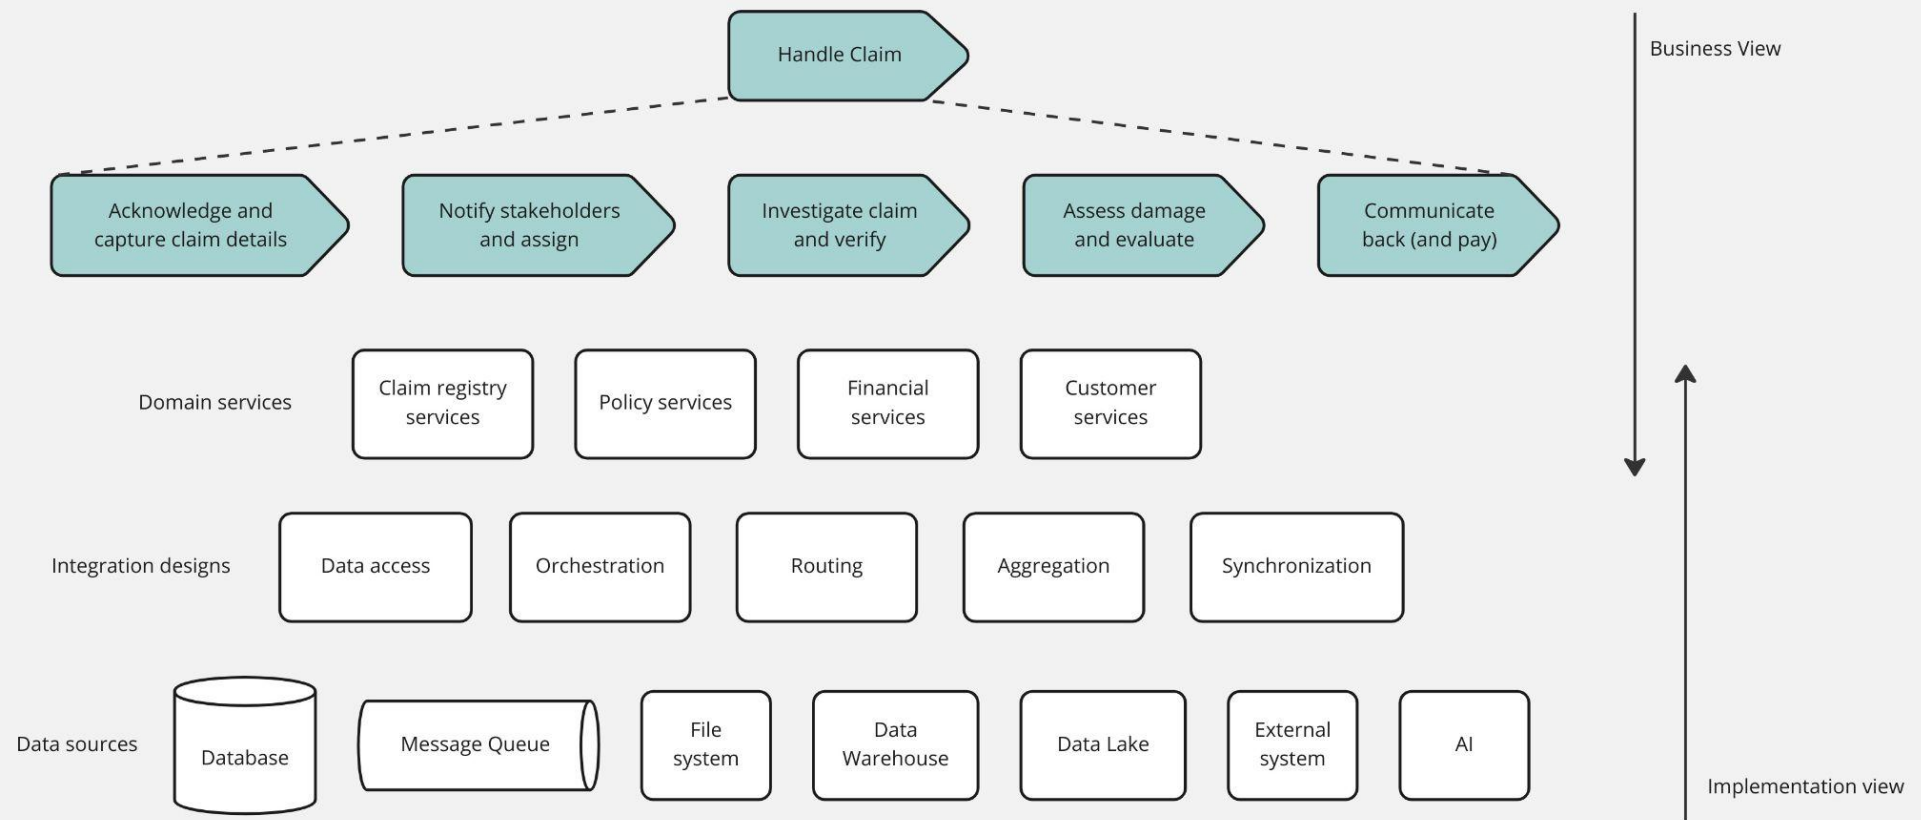 Handle Claim
Business View
Acknowledge and
capture claim details
Notify stakeholders
and assign
Investigate claim
and verify
Assess damage
and evaluate
Communicate
back (and pay)
Domain services
Claim registry
services
Policy services
Financial
services
Customer
services
Integration designs
Data access
Orchestration
Routing
Aggregation
Synchronization
Data sources
Database
Message Queue
File
system
Data
Warehouse
Data Lake
External
system
AI
Implementation view